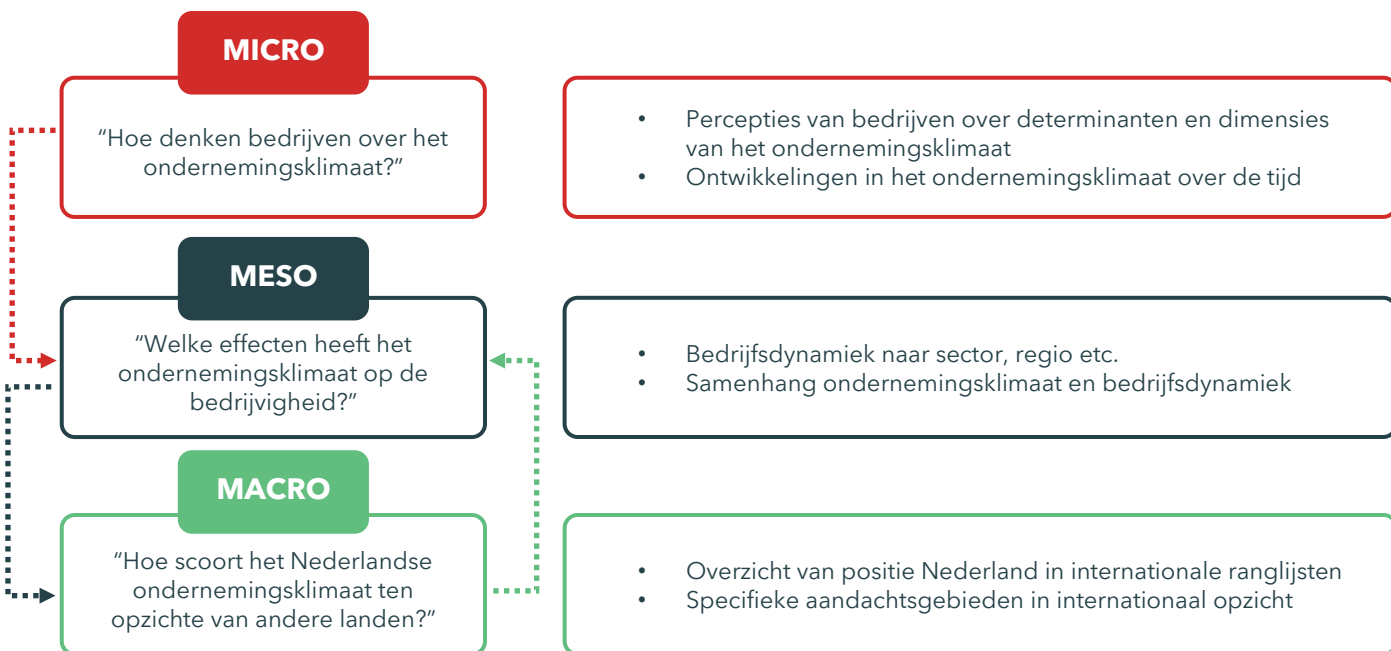 MICRO
“Hoe denken bedrijven over het
ondernemingsklimaat?”
• Percepties van bedrijven over determinanten en dimensies
van het ondernemingsklimaat
• Ontwikkelingen in het ondernemingsklimaat over de tijd
MESO
“Welke effecten heeft het
ondernemingsklimaat op de
bedrijvigheid?”
• Bedrijfsdynamiek naar sector, regio etc.
• Samenhang ondernemingsklimaat en bedrijfsdynamiek
MACRO
“Hoe scoort het Nederlandse
ondernemingsklimaat ten
opzichte van andere landen?”
• Overzicht van positie Nederland in internationale ranglijsten
• Specifieke aandachtsgebieden in internationaal opzicht